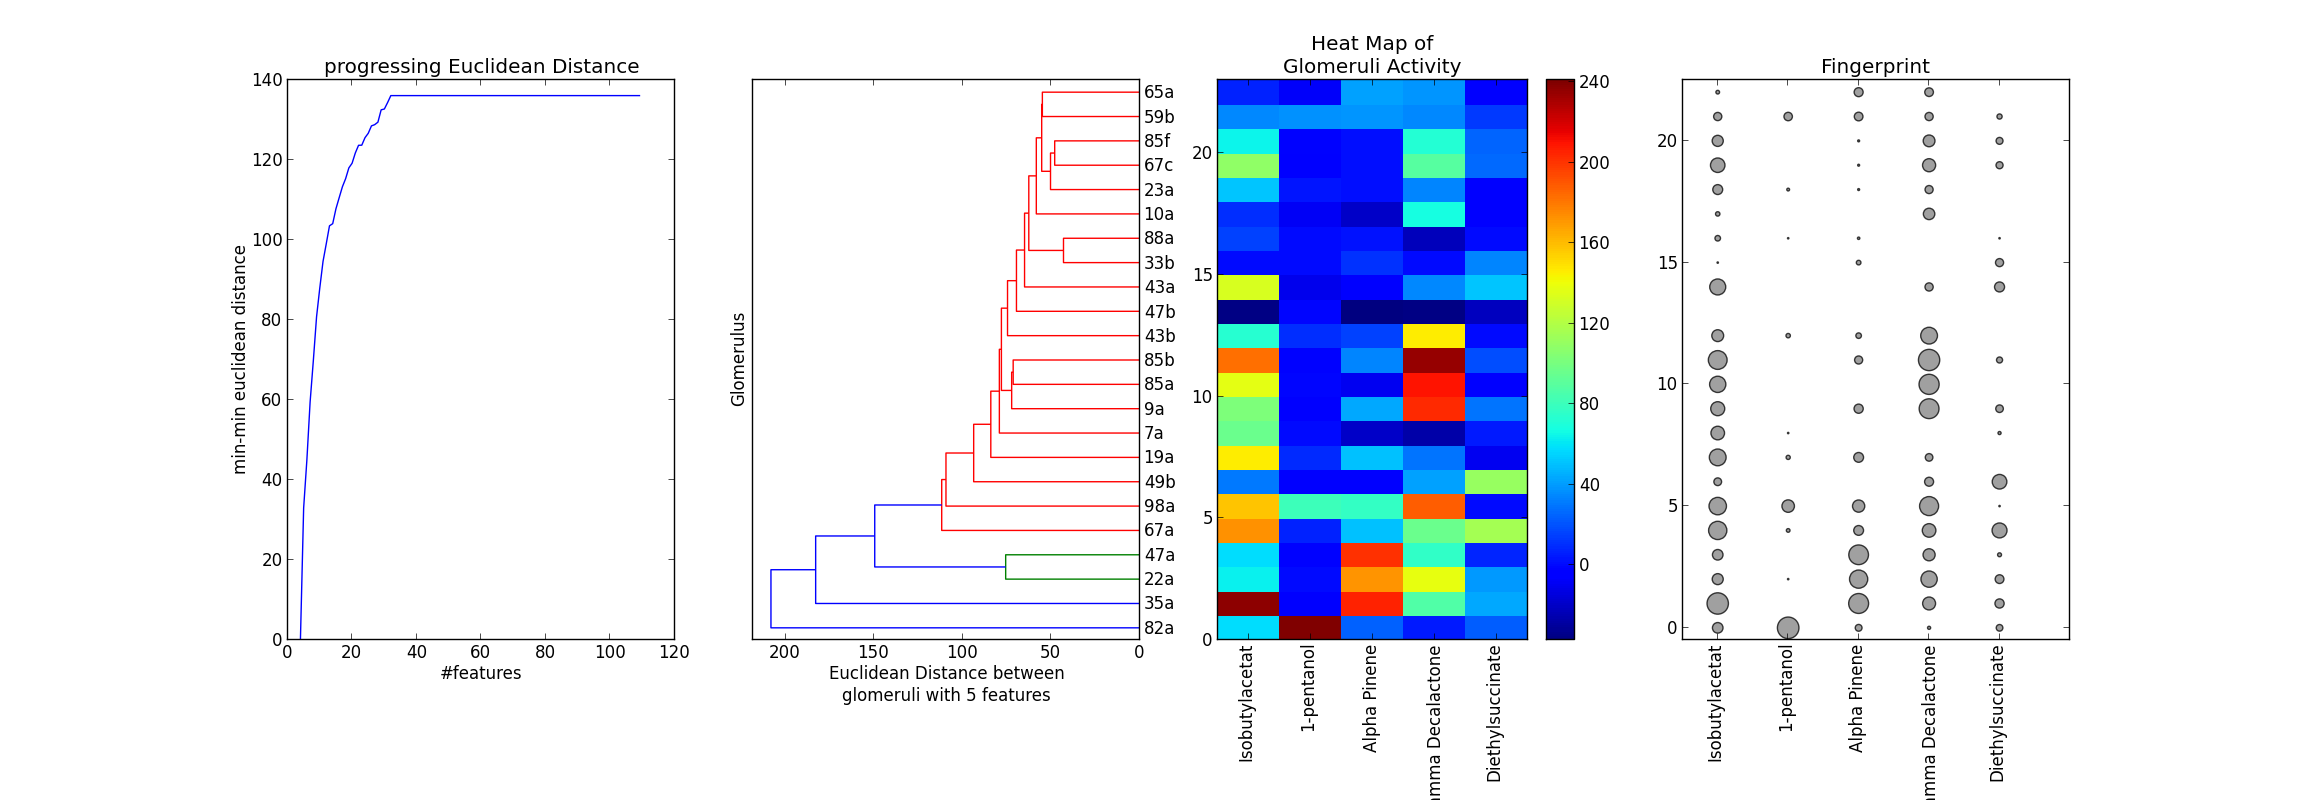 progressing Euclidean Distance
140
120
100
80
60
40
20
0
min-min euclidean distance
0 20 40 60 80 100 120
#features
Glomerulus
65a
59b
85f
67c
23a
10a
88a
33b
43a
47b
43b
85b
85a
9a
7a
19a
49b
98a
67a
47a
22a
35a
82a
200 150 100 50 0
Euclidean Distance between
glomeruli with 5 features
Heat Map of
Glomeruli Activity
20
15
10
5
0
Isobutylacetat
1-pentanol
Alpha Pinene
mma Decalactone
Diethylsuccinate
240
200
160
120
80
40
0
Fingerprint
20
15
10
5
0
Isobutylacetat
1-pentanol
Alpha Pinene
mma Decalactone
Diethylsuccinate